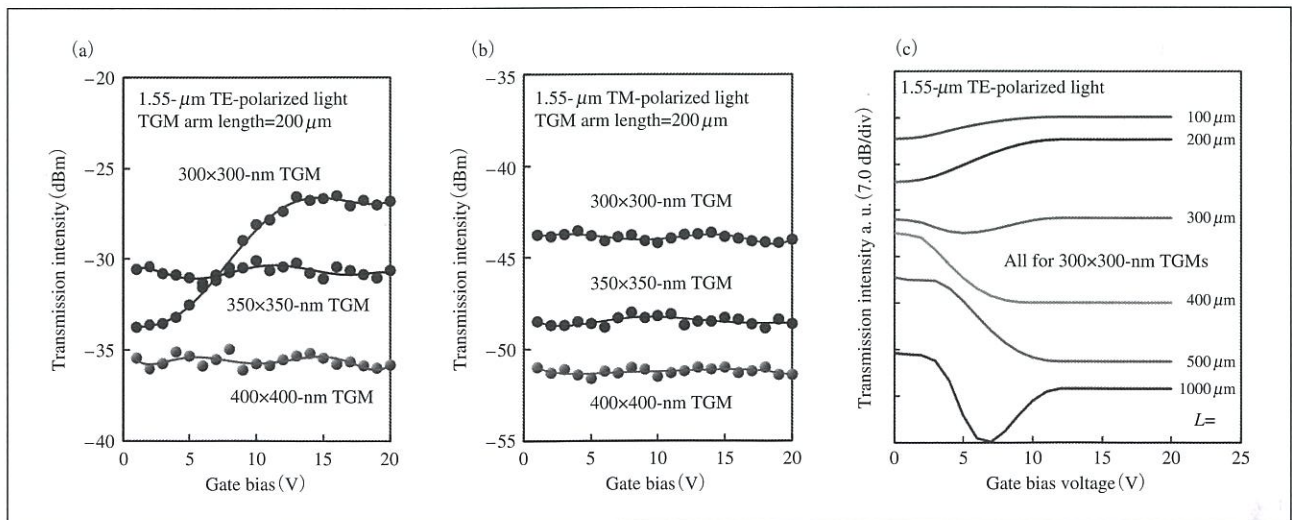 (a)
−20
−25
−30
−35
−40
Transmission intensity (dBm)
1.55- μm TE-polarized light
TGM arm length=200 μm
300×300-nm TGM
350×350-nm TGM
400×400-nm TGM
0 5 10 15 20
Gate bias (V)
(b)
−35
−40
−45
−50
−55
Transmission intensity (dBm)
1.55- μm TM-polarized light
TGM arm length=200 μm
300×300-nm TGM
350×350-nm TGM
400×400-nm TGM
0 5 10 15 20
Gate bias (V)
(c)
Transmission intensity a. u. (7.0 dB/div)
1.55-μm TE-polarized light
100 μm
200 μm
300 μm
All for 300×300-nm TGMs
400 μm
500 μm
1000 μm
L=
0 5 10 15 20 25
Gate bias voltage (V)